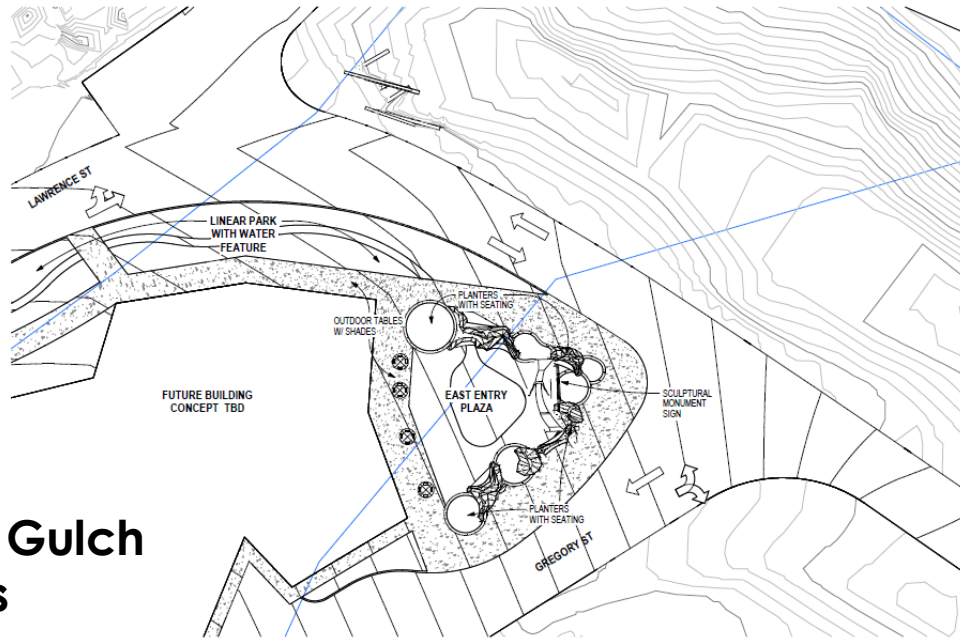 LAWRENCE ST
LINEAR PARK
WITH WATER
FEATURE
PLANTERS
WITH SEATING
OUTDOOR TABLES
W/ SHADES
FUTURE BUILDING
CONCEPT TBD
EAST ENTRY
PLAZA
SCULPTURAL
MONUMENT
SIGN
PLANTERS
WITH SEATING
GREGORY ST
Gulch
s